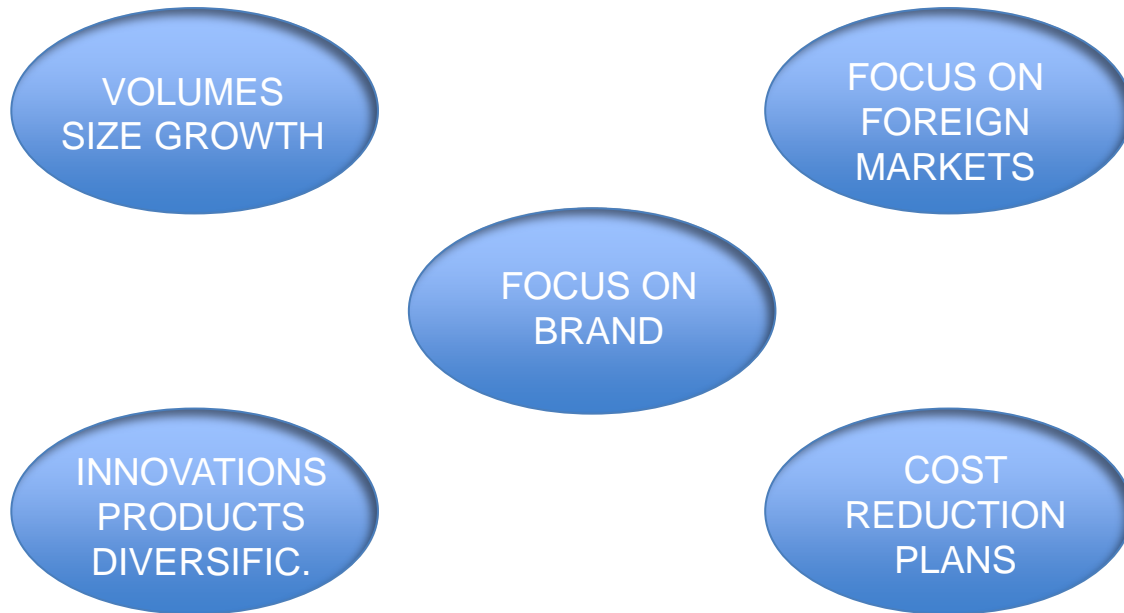 VOLUMES
SIZE GROWTH
FOCUS ON
FOREIGN
MARKETS
FOCUS ON
BRAND
INNOVATIONS
PRODUCTS
DIVERSIFIC.
COST
REDUCTION
PLANS